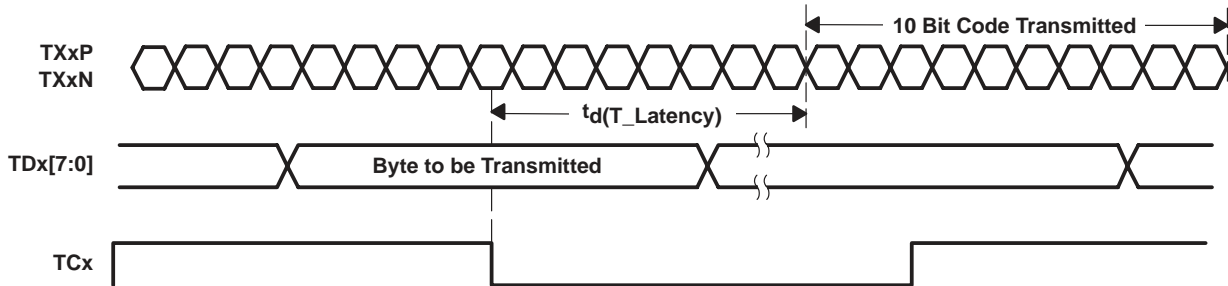 10 Bit Code Transmitted
TXxP
TXxN
td(T_Latency)
TDx[7:0]
Byte to be Transmitted
TCx